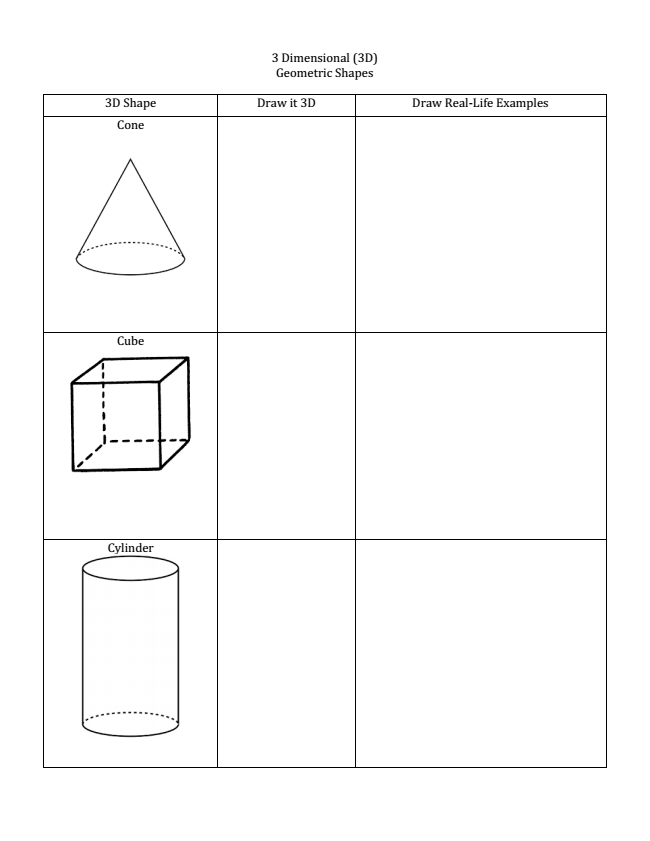 3 Dimensional (3D)
Geometric Shapes
3D Shape
Draw it 3D
Draw Real-Life Examples
Cone
Cube
Cylinder